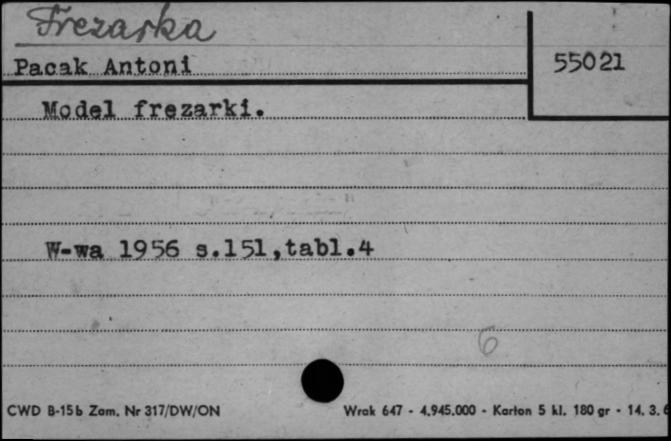 Frezarka
Pacak Antoni
55021
Model frezarki.
W-wa 1956 s.151,tabl.4
6
CWD B-15b Zam. Nr 317/DW/ON
Wrak 647 - 4.945.000 - Karton 5 kl. 180 gr - 14. 3. 6